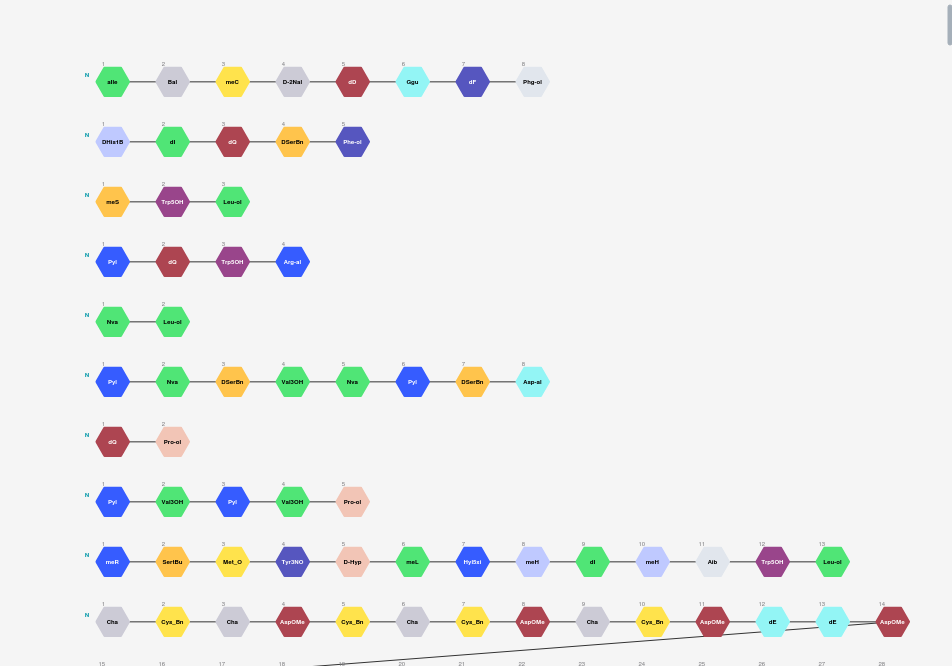 1 2 3 4 5 6 7 8
N aIle Bal meC D-2Nal dD Ggu dF Phg-ol
1 2 3 4 5
N DHistB dI dQ DSerBn Phe-ol
1 2 3
N meS Trp5OH Leu-ol
1 2 3 4
N Pyl dQ Trp5OH Arg-al
1 2
N Nva Leu-ol
1 2 3 4 5 6 7 8
N Pyl Nva DSerBn Val3OH Nva Pyl DSerBn Asp-al
1 2
N dQ Pro-ol
1 2 3 4 5
N Pyl Val3OH Pyl Val3OH Pro-ol
1 2 3 4 5 6 7 8 9 10 11 12 13
N meR SertBu Met_O Tyr3NO D-Hyp meL Hyl3xi meH dI meH Aib Trp5OH Leu-ol
1 2 3 4 5 6 7 8 9 10 11 12 13 14
N Cha Cys_Bn Cha AspOMe Cys_Bn Cha Cys_Bn AspOMe Cha Cys_Bn AspOMe dE dE AspOMe
15 16 17 18 19 20 21 22 23 24 25 26 27 28